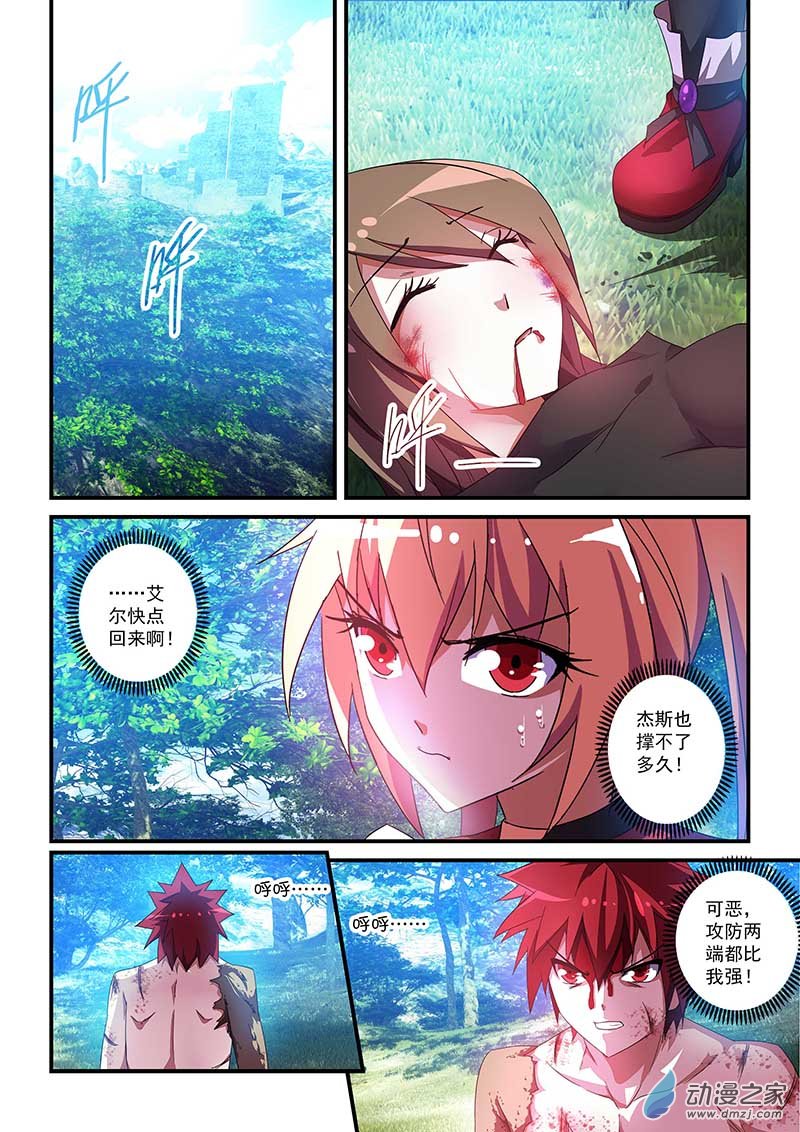 呼
呼
呼
……艾
尔快点
回来啊！
杰斯也
撑不了
多久！
呼呼……
呼呼……
可恶，
攻防两
端都比
我强！
动漫之家
www.dmzj.com